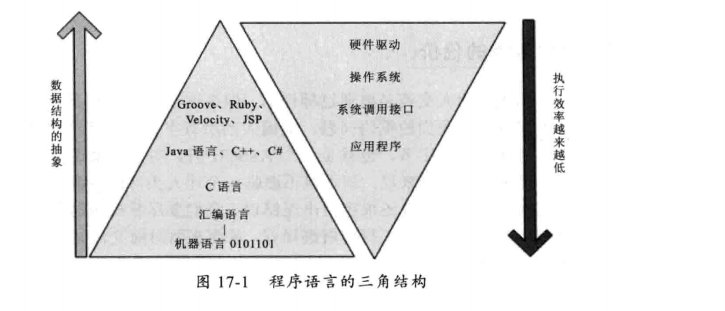 数据结构的抽象
Groove、Ruby、
Velocity、JSP
Java 语言、C++、C#
C 语言
汇编语言
机器语言 0101101
硬件驱动
操作系统
系统调用接口
应用程序
执行效率越来越低
图 17-1 程序语言的三角结构